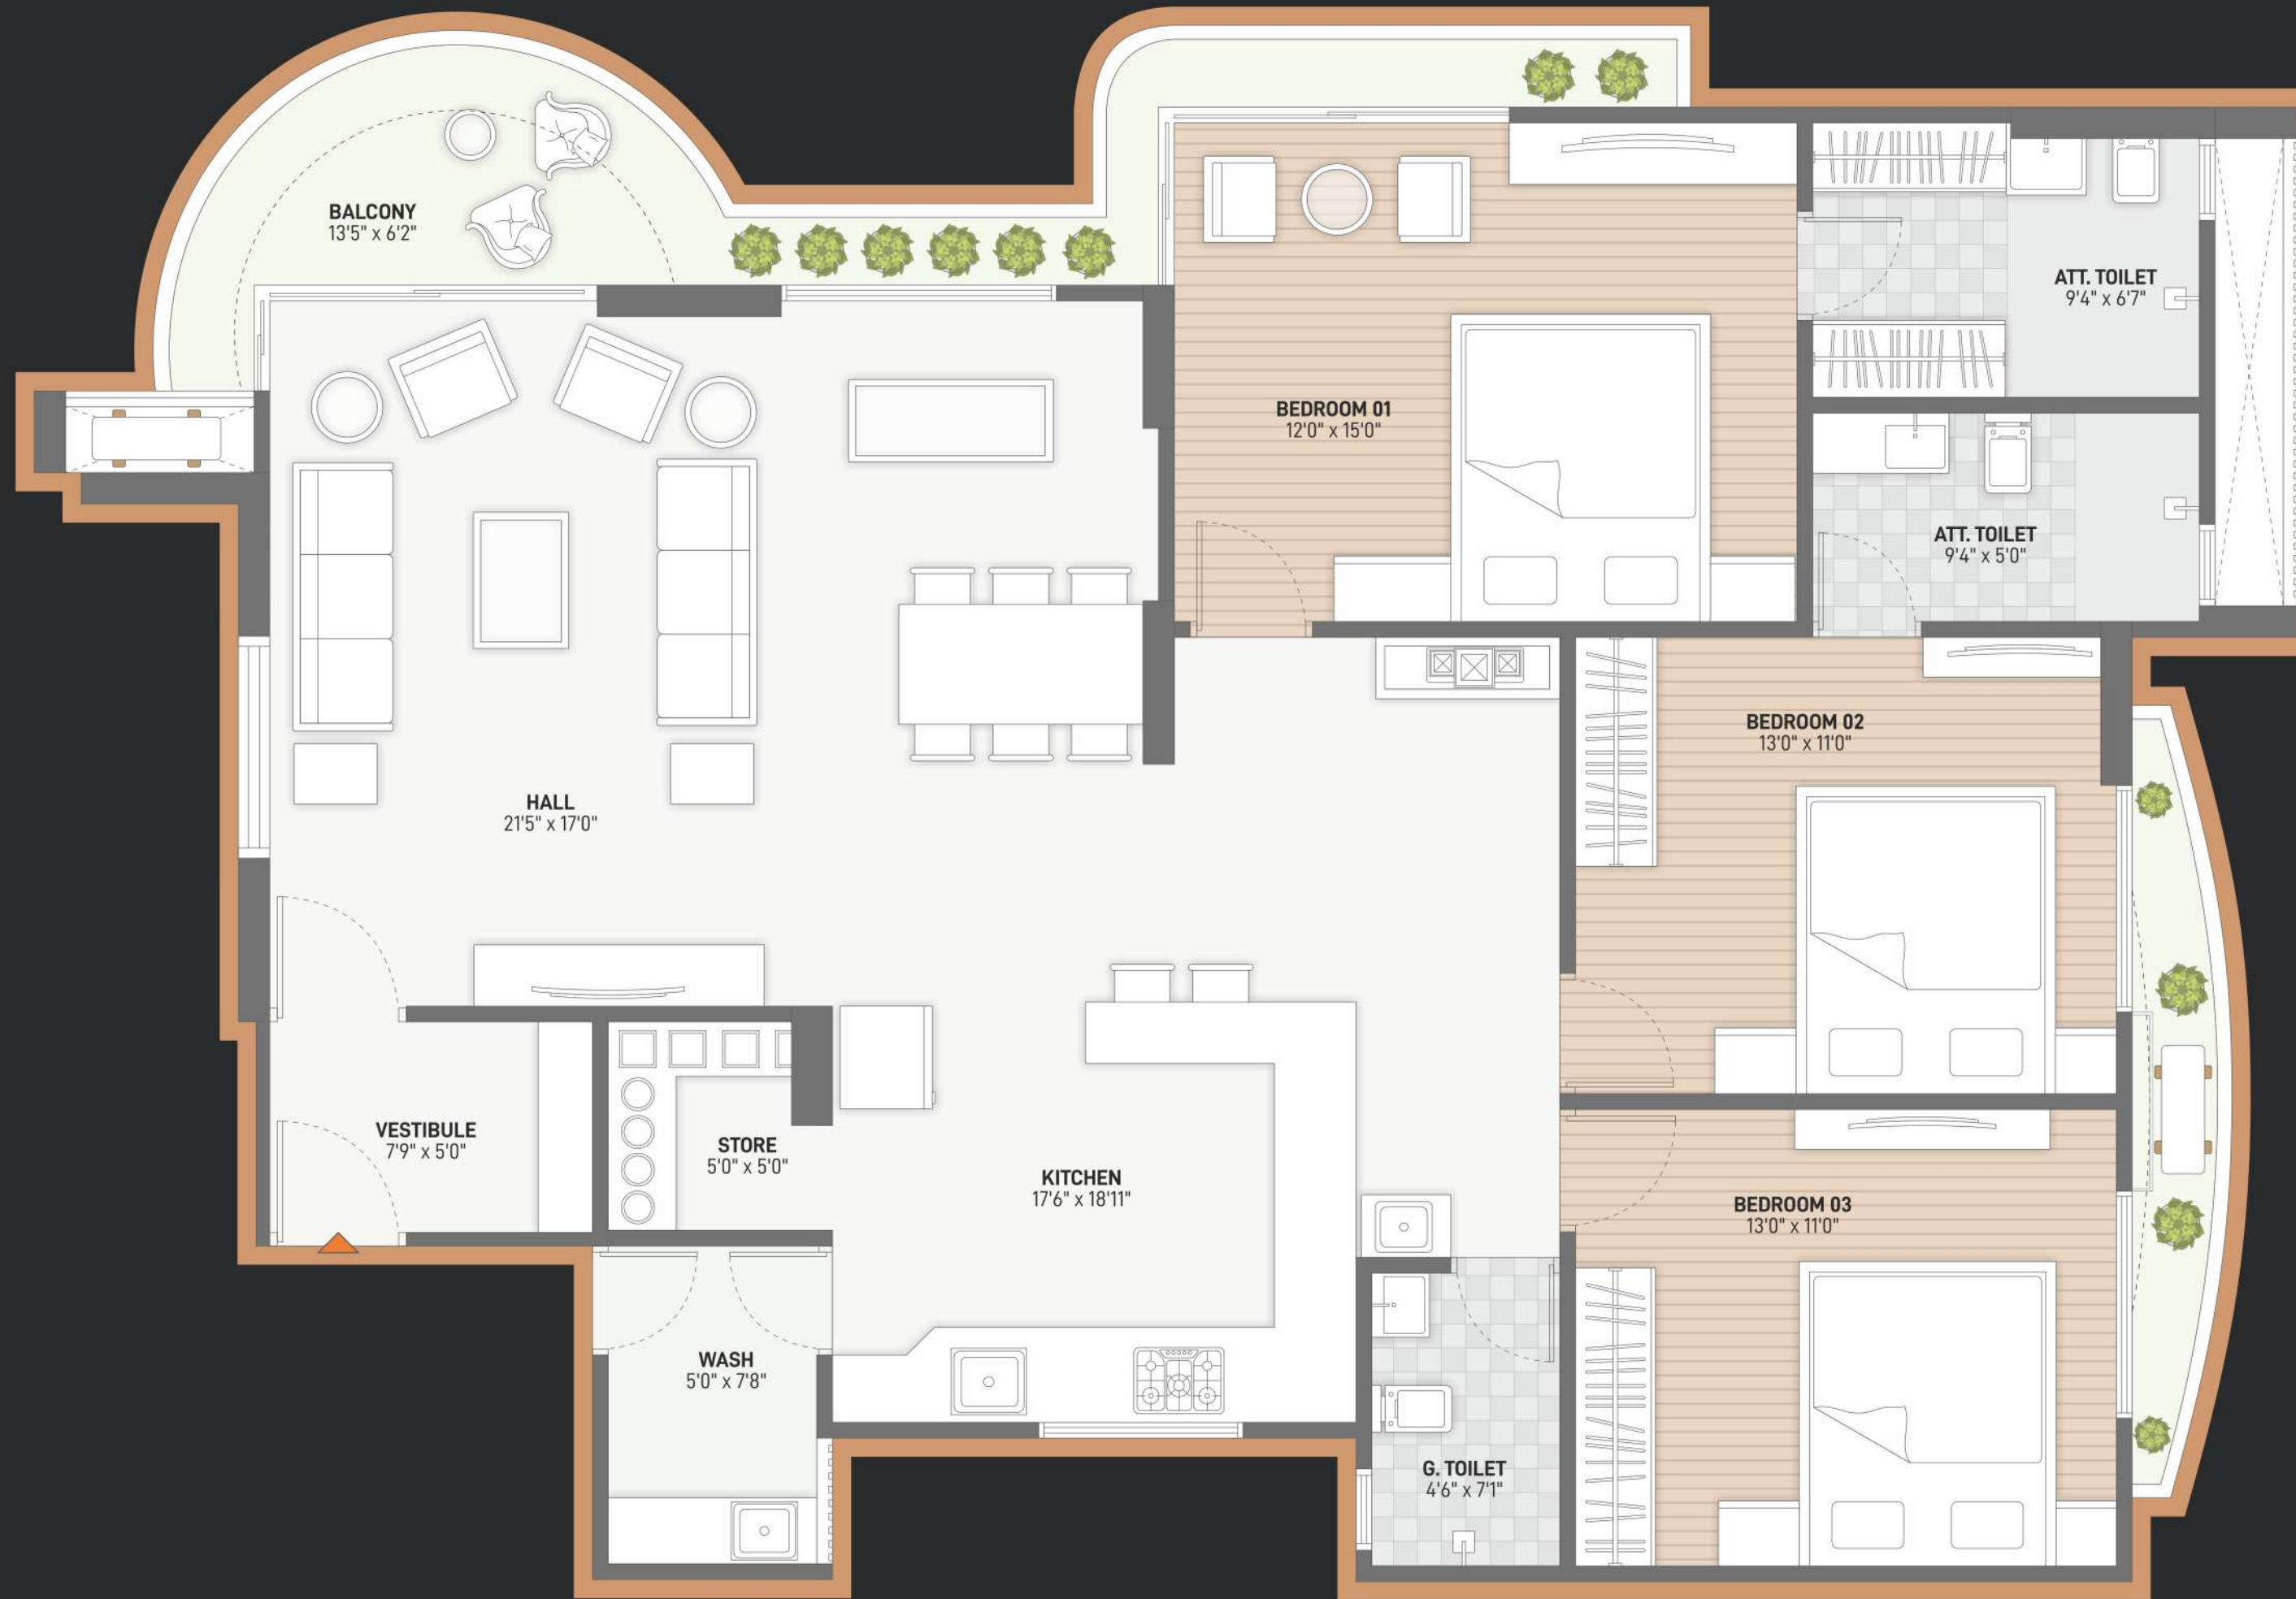 BALCONY
13'5" x 6'2"
ATT. TOILET
9'4" x 6'7"
BEDROOM 01
12'0" x 15'0"
ATT. TOILET
9'4" x 5'0"
BEDROOM 02
13'0" x 11'0"
HALL
21'5" x 17'0"
VESTIBULE
7'9" x 5'0"
STORE
5'0" x 5'0"
KITCHEN
17'6" x 18'11"
BEDROOM 03
13'0" x 11'0"
WASH
5'0" x 7'8"
G. TOILET
4'6" x 7'1"